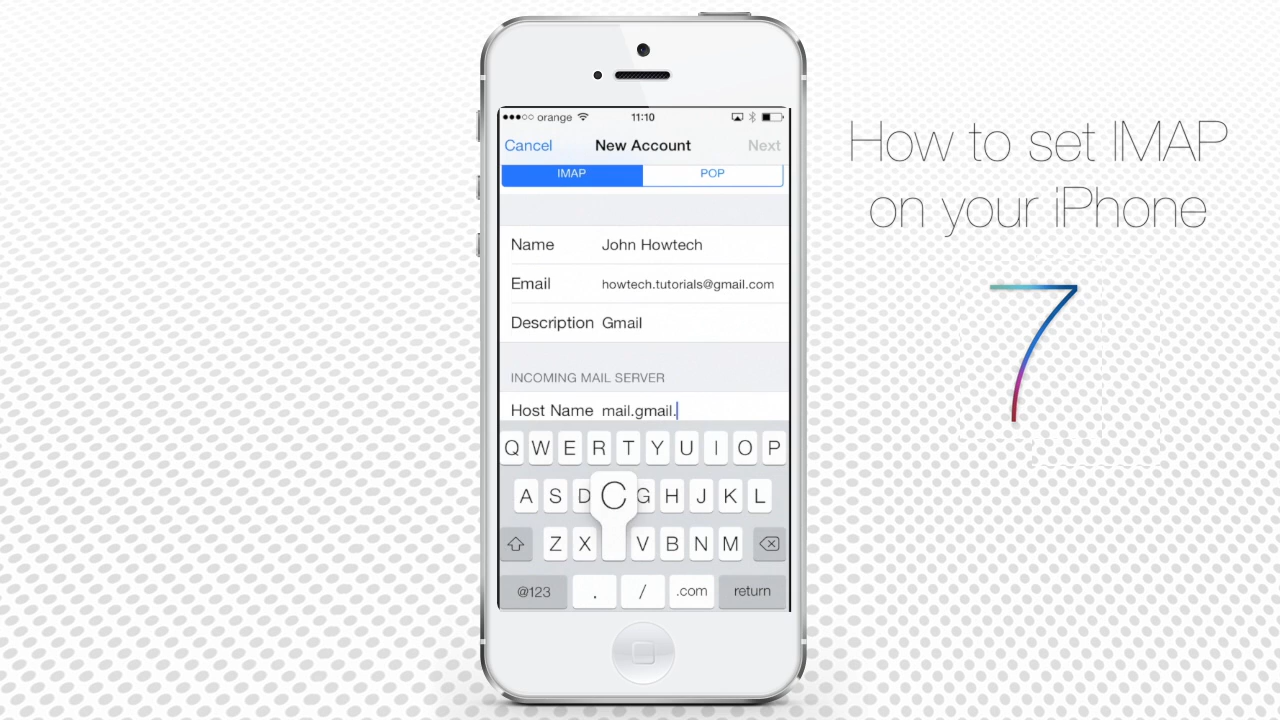 How to set IMAP
on your iPhone
7
orange 11:10
Cancel New Account Next
IMAP POP
Name John Howtech
Email howtech.tutorials@gmail.com
Description Gmail
INCOMING MAIL SERVER
Host Name mail.gmail.
Q W E R T Y U I O P
A S D C G H J K L
Z X V B N M
@123 . / .com return